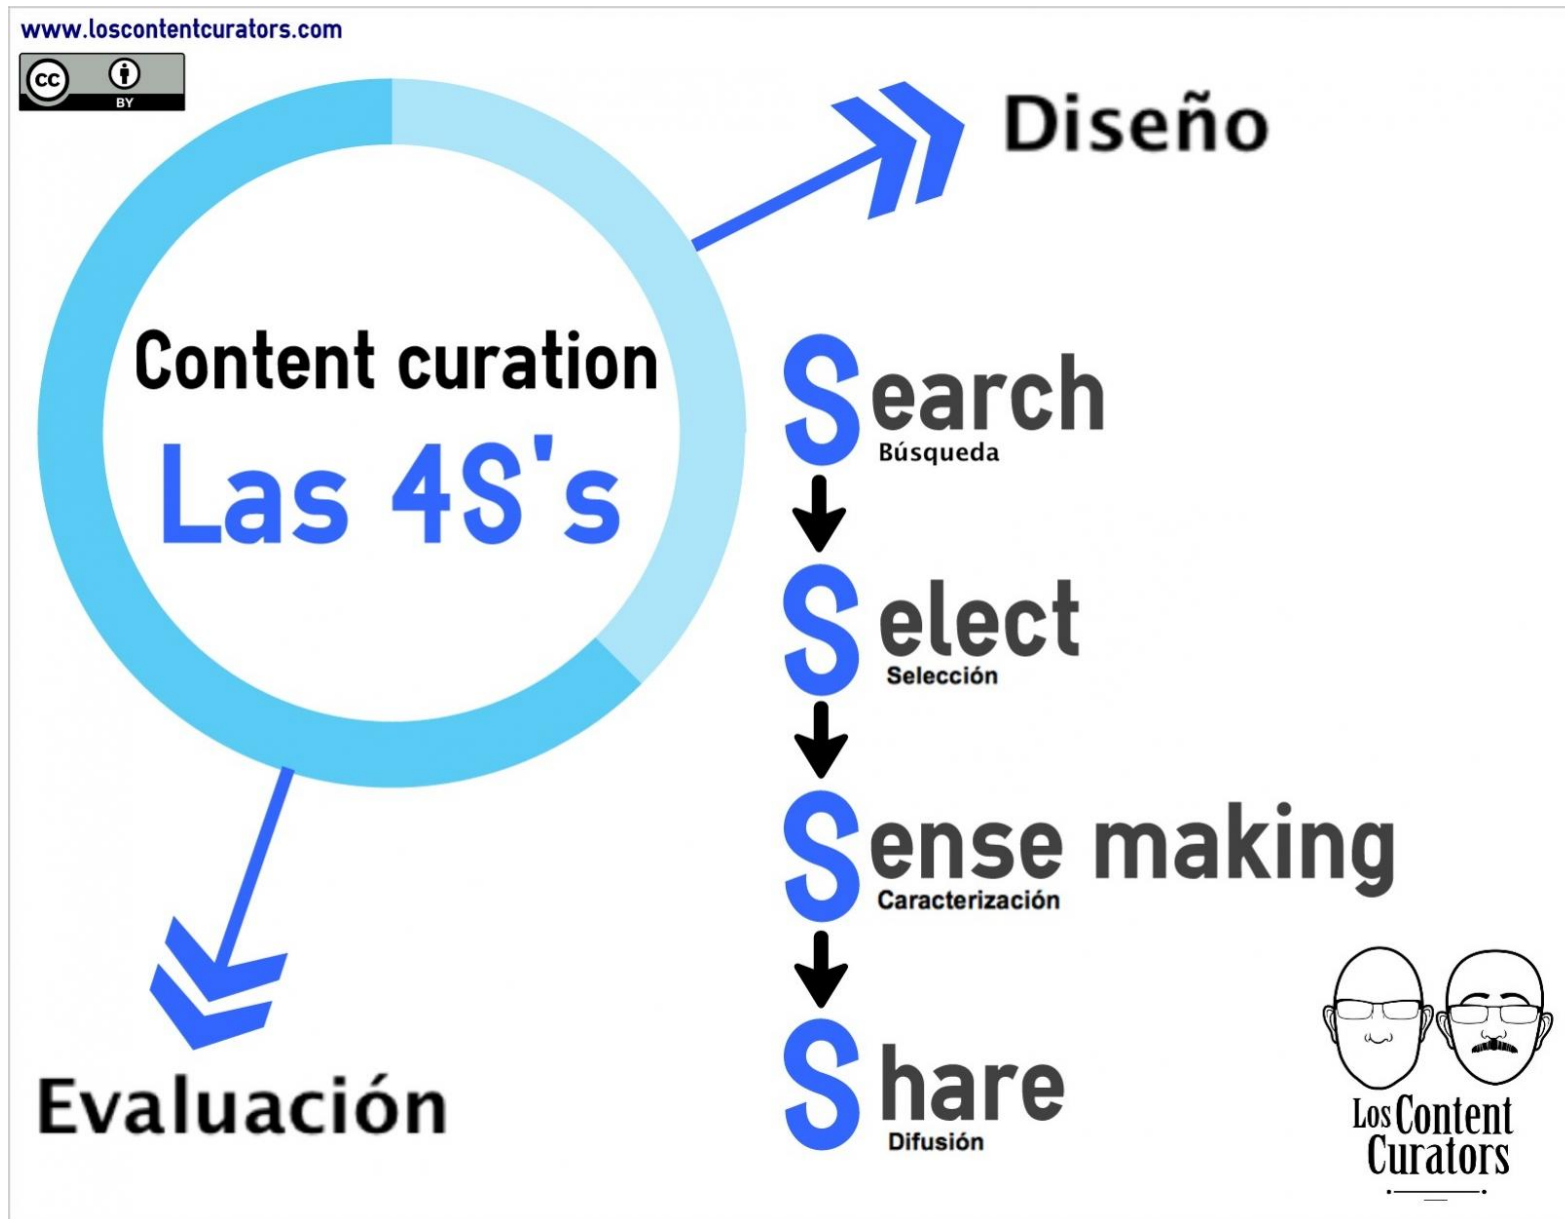 www.loscontentcurators.com
cc
BY
Diseño
Content curation
Las 4S's
Search
Búsqueda
Select
Selección
Sense making
Caracterización
Share
Difusión
Evaluación
Los Content
Curators